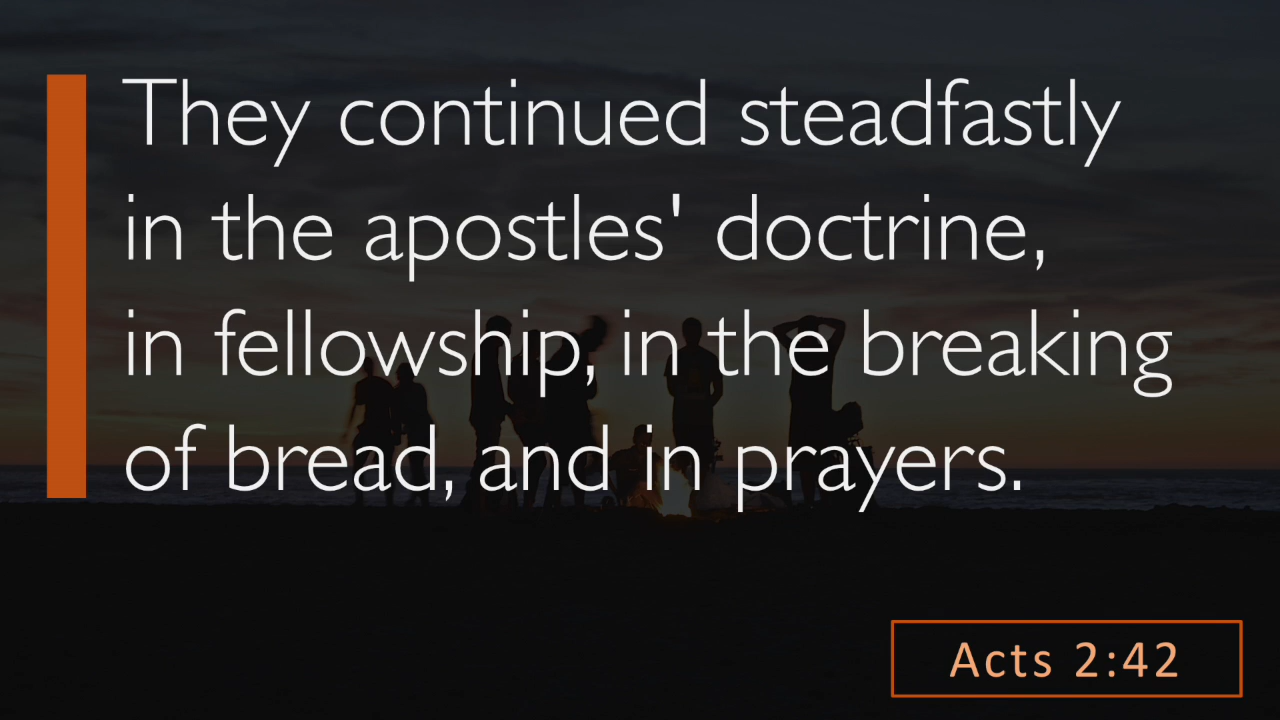 They continued steadfastly
in the apostles' doctrine,
in fellowship, in the breaking
of bread, and in prayers.
Acts 2:42